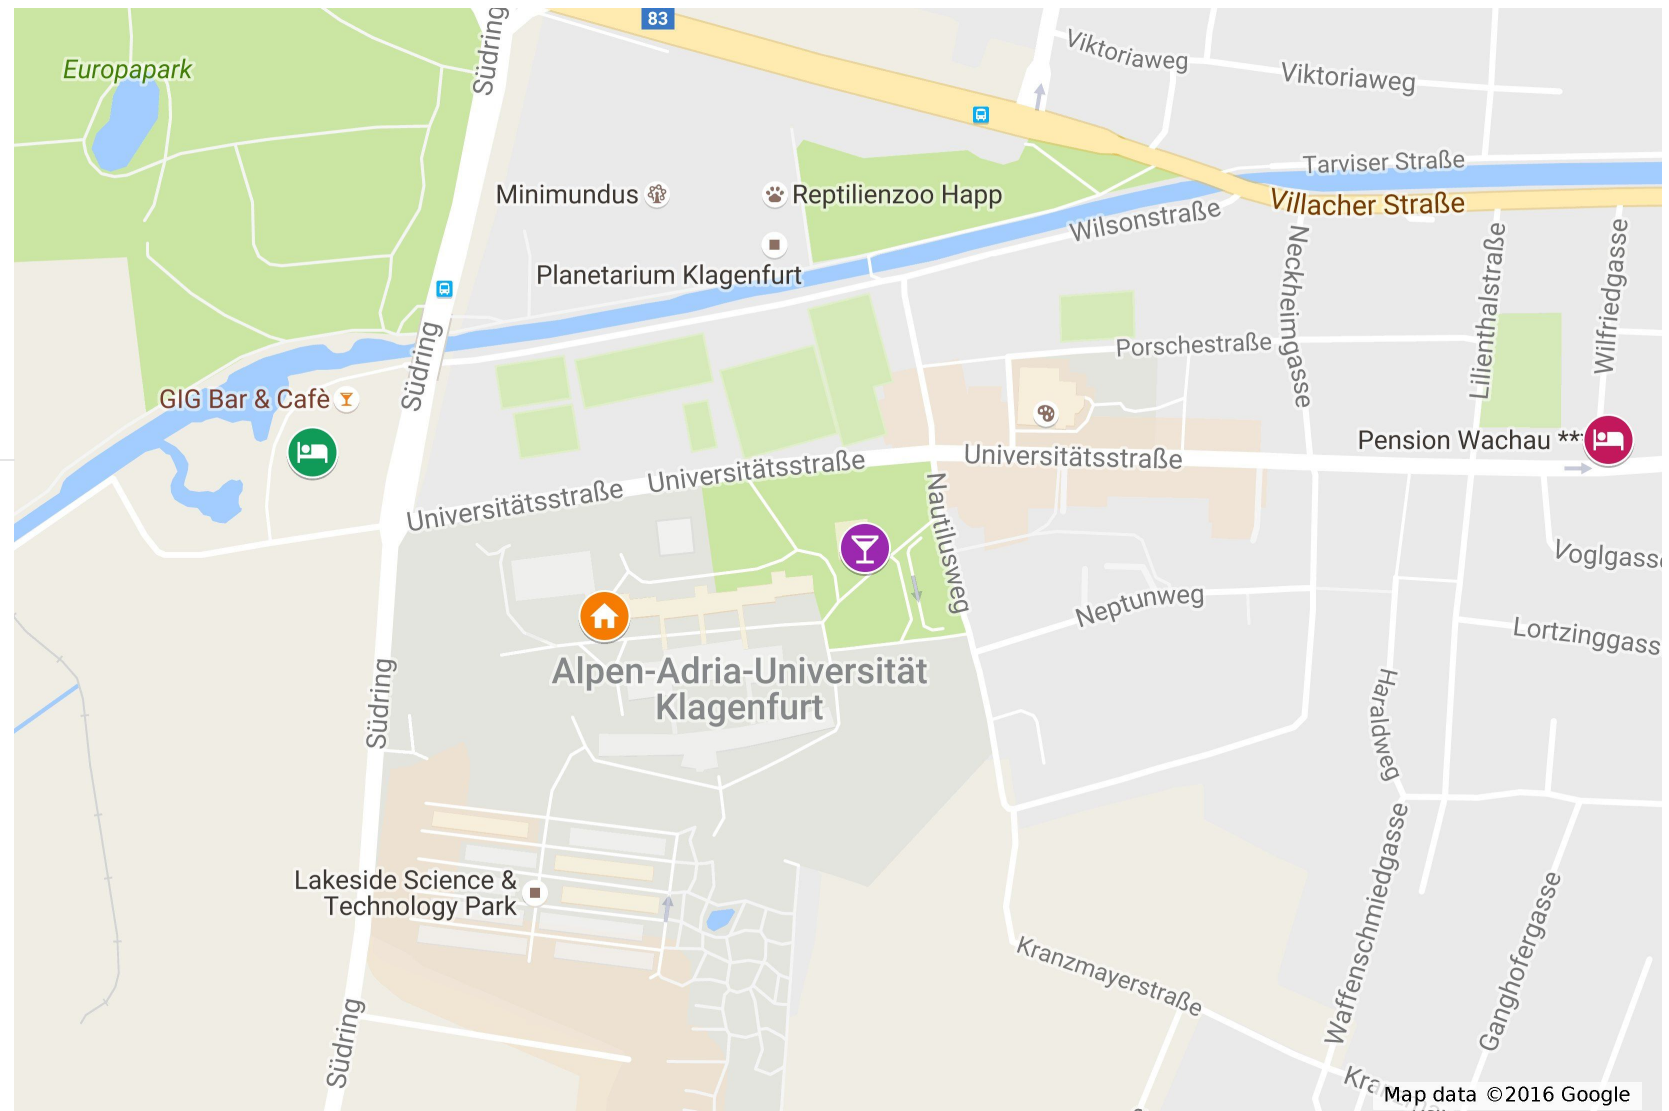 83
Südring
Viktoriaweg
Europapark
Viktoriaweg
Tarviser Straße
Minimundus
Reptilienzoo Happ
Villacher Straße
Wilsonstraße
Planetarium Klagenfurt
Neckheimgasse
Lilienthalstraße
Wilfriedgasse
Südring
Porschestraße
GIG Bar & Cafè
Pension Wachau **
Universitätsstraße
Universitätsstraße
Universitätsstraße
Nautilusweg
Voglgasse
Neptunweg
Lortzinggass
Alpen-Adria-Universität
Klagenfurt
Südring
Haraldweg
Lakeside Science &
Technology Park
Waffenschmiedgasse
Ganghofergasse
Kranzmayerstraße
Südring
Map data ©2016 Google